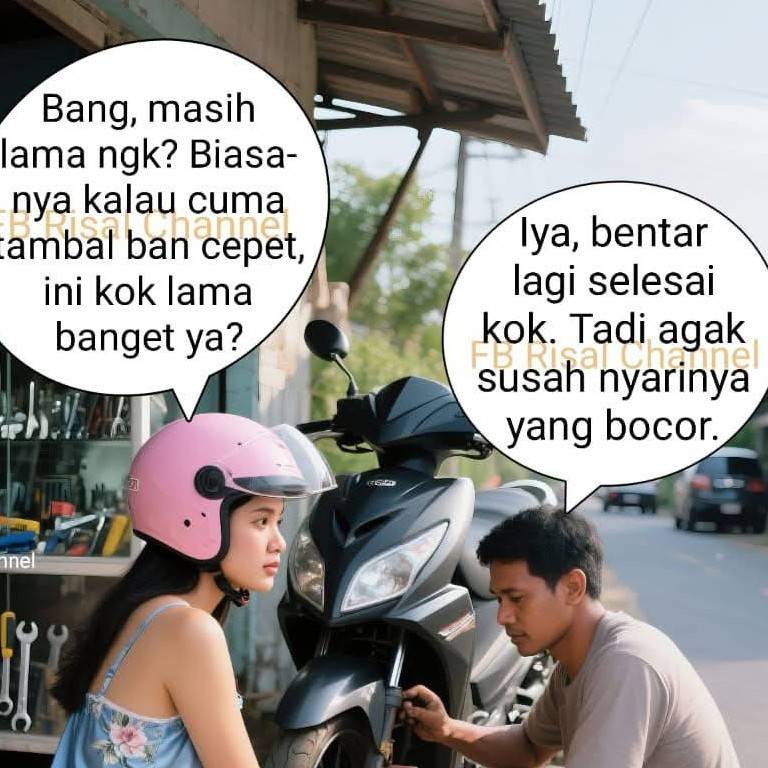 Bang, masih
lama ngk? Biasa-
nya kalau cuma
FB Risal Channel
tambal ban cepet,
ini kok lama
banget ya?
Iya, bentar
lagi selesai
kok. Tadi agak
FB Risal Channel
susah nyarinya
yang bocor.
nnel